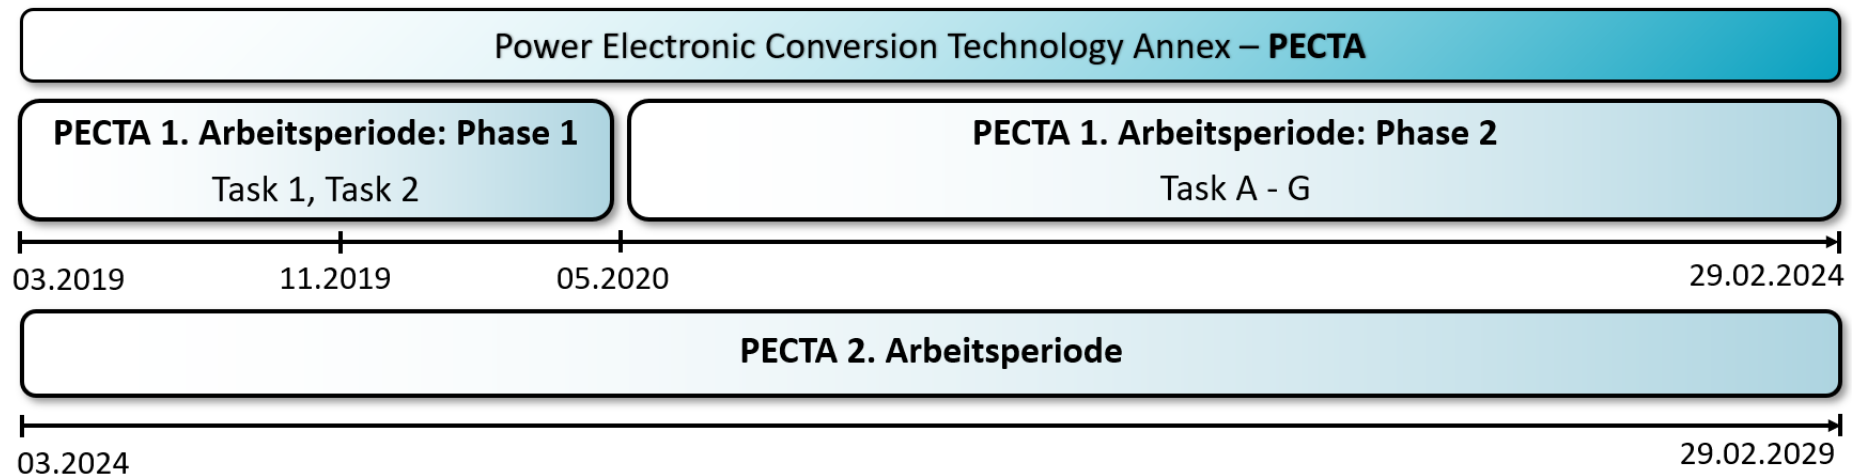 Power Electronic Conversion Technology Annex – PECTA
PECTA 1. Arbeitsperiode: Phase 1
Task 1, Task 2
PECTA 1. Arbeitsperiode: Phase 2
Task A - G
03.2019
11.2019
05.2020
29.02.2024
PECTA 2. Arbeitsperiode
03.2024
29.02.2029